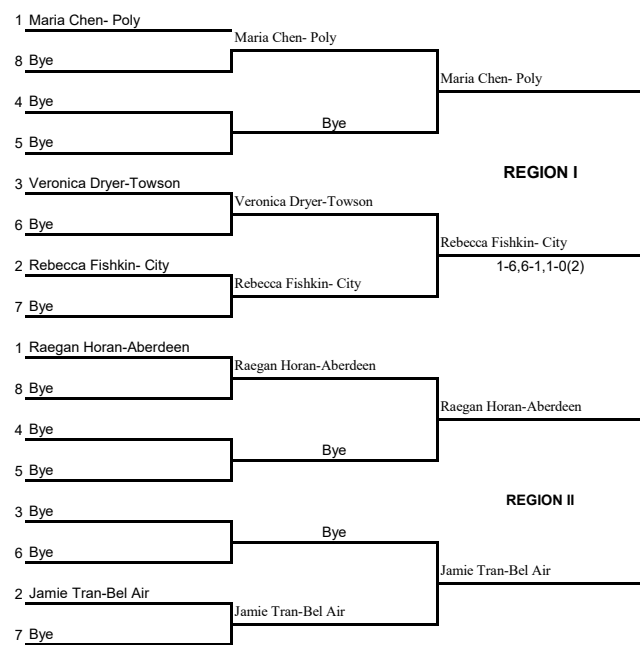 1 Maria Chen- Poly
Maria Chen- Poly
8 Bye
Maria Chen- Poly
4 Bye
Bye
5 Bye
REGION I
3 Veronica Dryer-Towson
Veronica Dryer-Towson
6 Bye
Rebecca Fishkin- City
2 Rebecca Fishkin- City
1-6,6-1,1-0(2)
Rebecca Fishkin- City
7 Bye
1 Raegan Horan-Aberdeen
Raegan Horan-Aberdeen
8 Bye
Raegan Horan-Aberdeen
4 Bye
Bye
5 Bye
REGION II
3 Bye
Bye
6 Bye
Jamie Tran-Bel Air
2 Jamie Tran-Bel Air
Jamie Tran-Bel Air
7 Bye